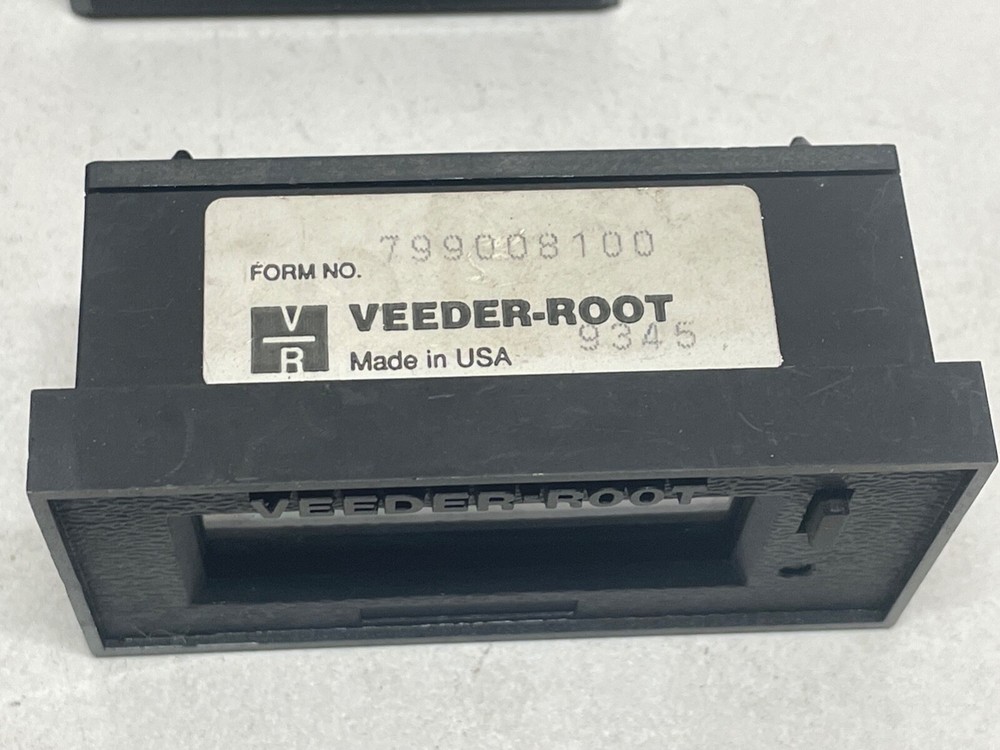 799008100
FORM NO.
V
R
VEEDER-ROOT
9345
Made in USA
VEEDER-ROOT